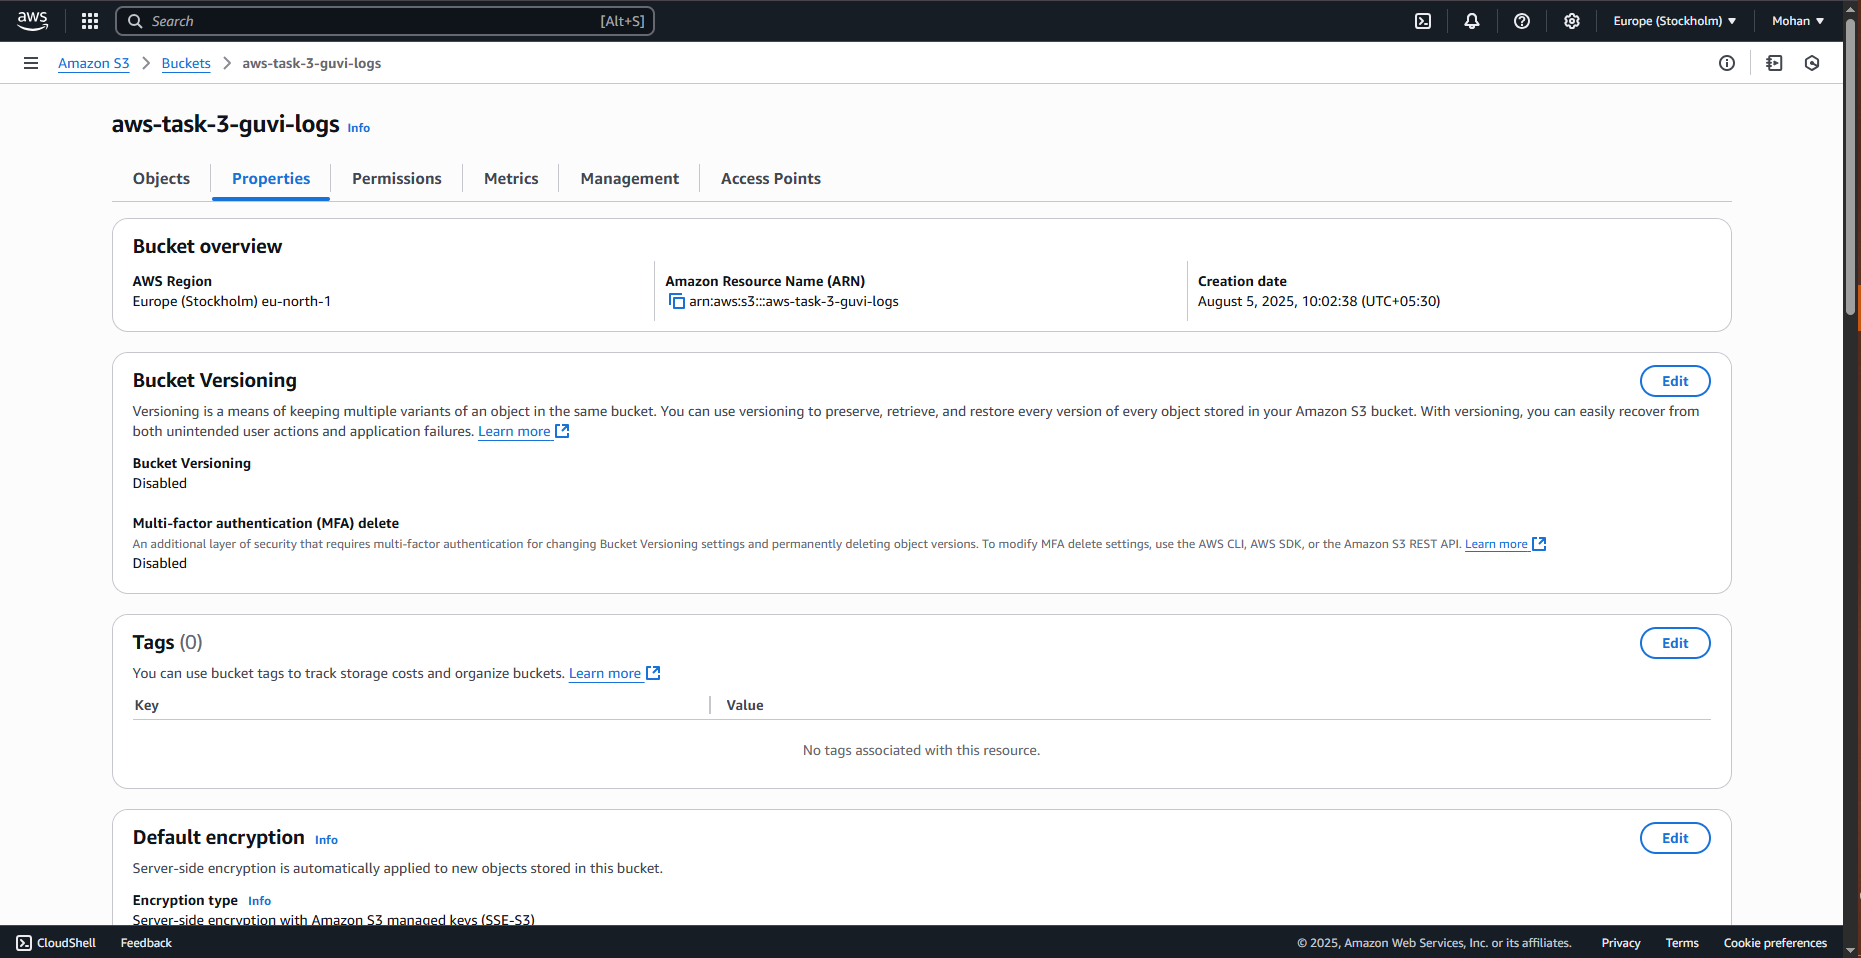 aws
Search [Alt+S]
Europe (Stockholm) Mohan
Amazon S3 Buckets aws-task-3-guvi-logs
aws-task-3-guvi-logs Info
Objects Properties Permissions Metrics Management Access Points
Bucket overview
AWS Region
Europe (Stockholm) eu-north-1
Amazon Resource Name (ARN)
arn:aws:s3:::aws-task-3-guvi-logs
Creation date
August 5, 2025, 10:02:38 (UTC+05:30)
Bucket Versioning
Edit
Versioning is a means of keeping multiple variants of an object in the same bucket. You can use versioning to preserve, retrieve, and restore every version of every object stored in your Amazon S3 bucket. With versioning, you can easily recover from
both unintended user actions and application failures. Learn more
Bucket Versioning
Disabled
Multi-factor authentication (MFA) delete
An additional layer of security that requires multi-factor authentication for changing Bucket Versioning settings and permanently deleting object versions. To modify MFA delete settings, use the AWS CLI, AWS SDK, or the Amazon S3 REST API. Learn more
Disabled
Tags (0)
Edit
You can use bucket tags to track storage costs and organize buckets. Learn more
Key Value
No tags associated with this resource.
Default encryption Info
Edit
Server-side encryption is automatically applied to new objects stored in this bucket.
Encryption type Info
Server-side encryption with Amazon S3 managed keys (SSE-S3)
CloudShell Feedback © 2025, Amazon Web Services, Inc. or its affiliates. Privacy Terms Cookie preferences